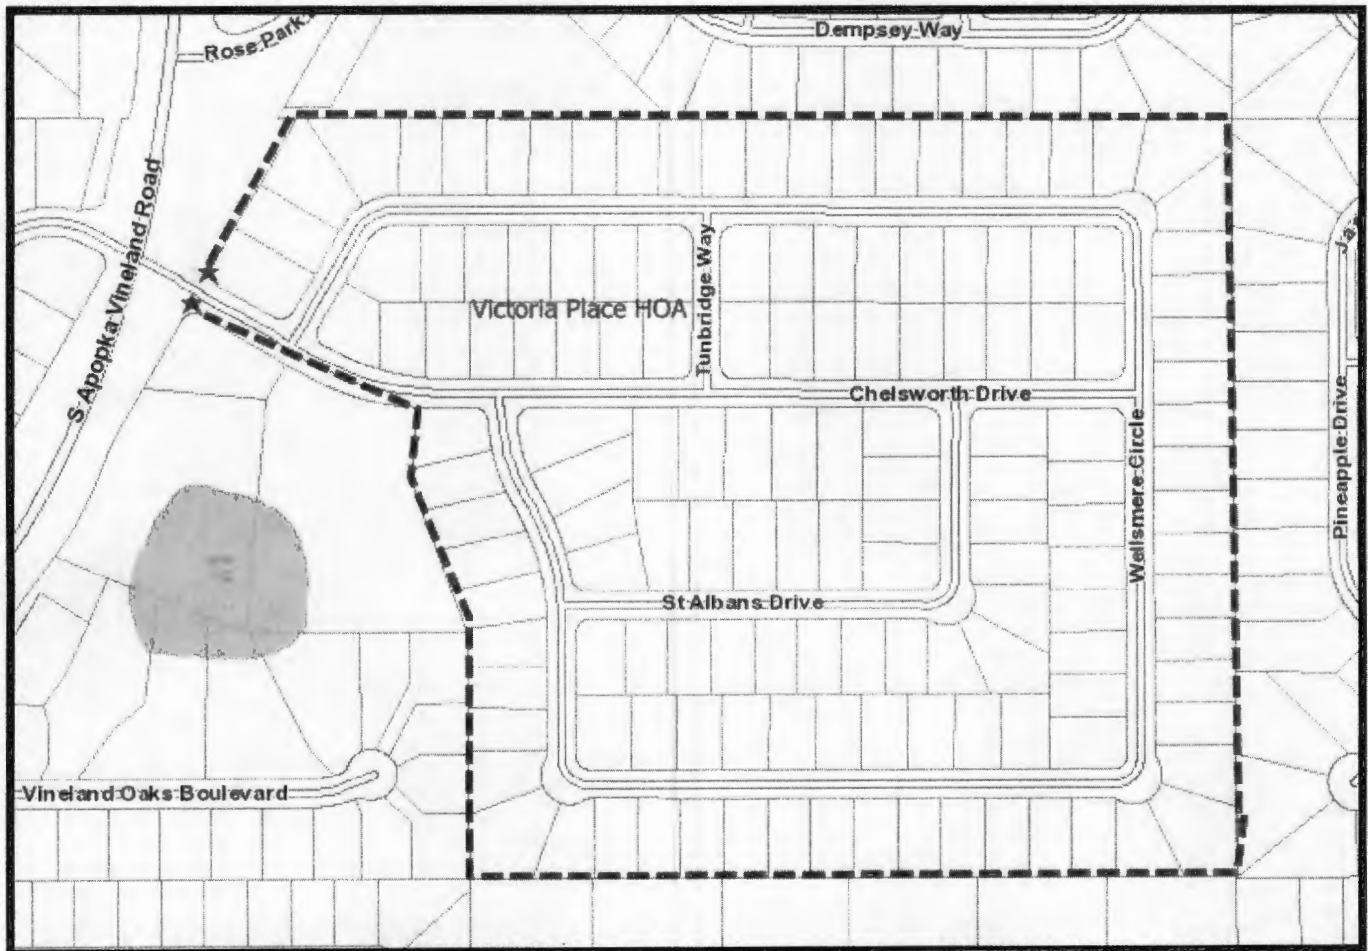 Rose Park
Dempsey Way
S Apopka Vineland Road
Tunbridge Way
Victoria Place HOA
Chelsworth Drive
Wellsmere Circle
Pineapple Drive
St Albans Drive
Vineland Oaks Boulevard